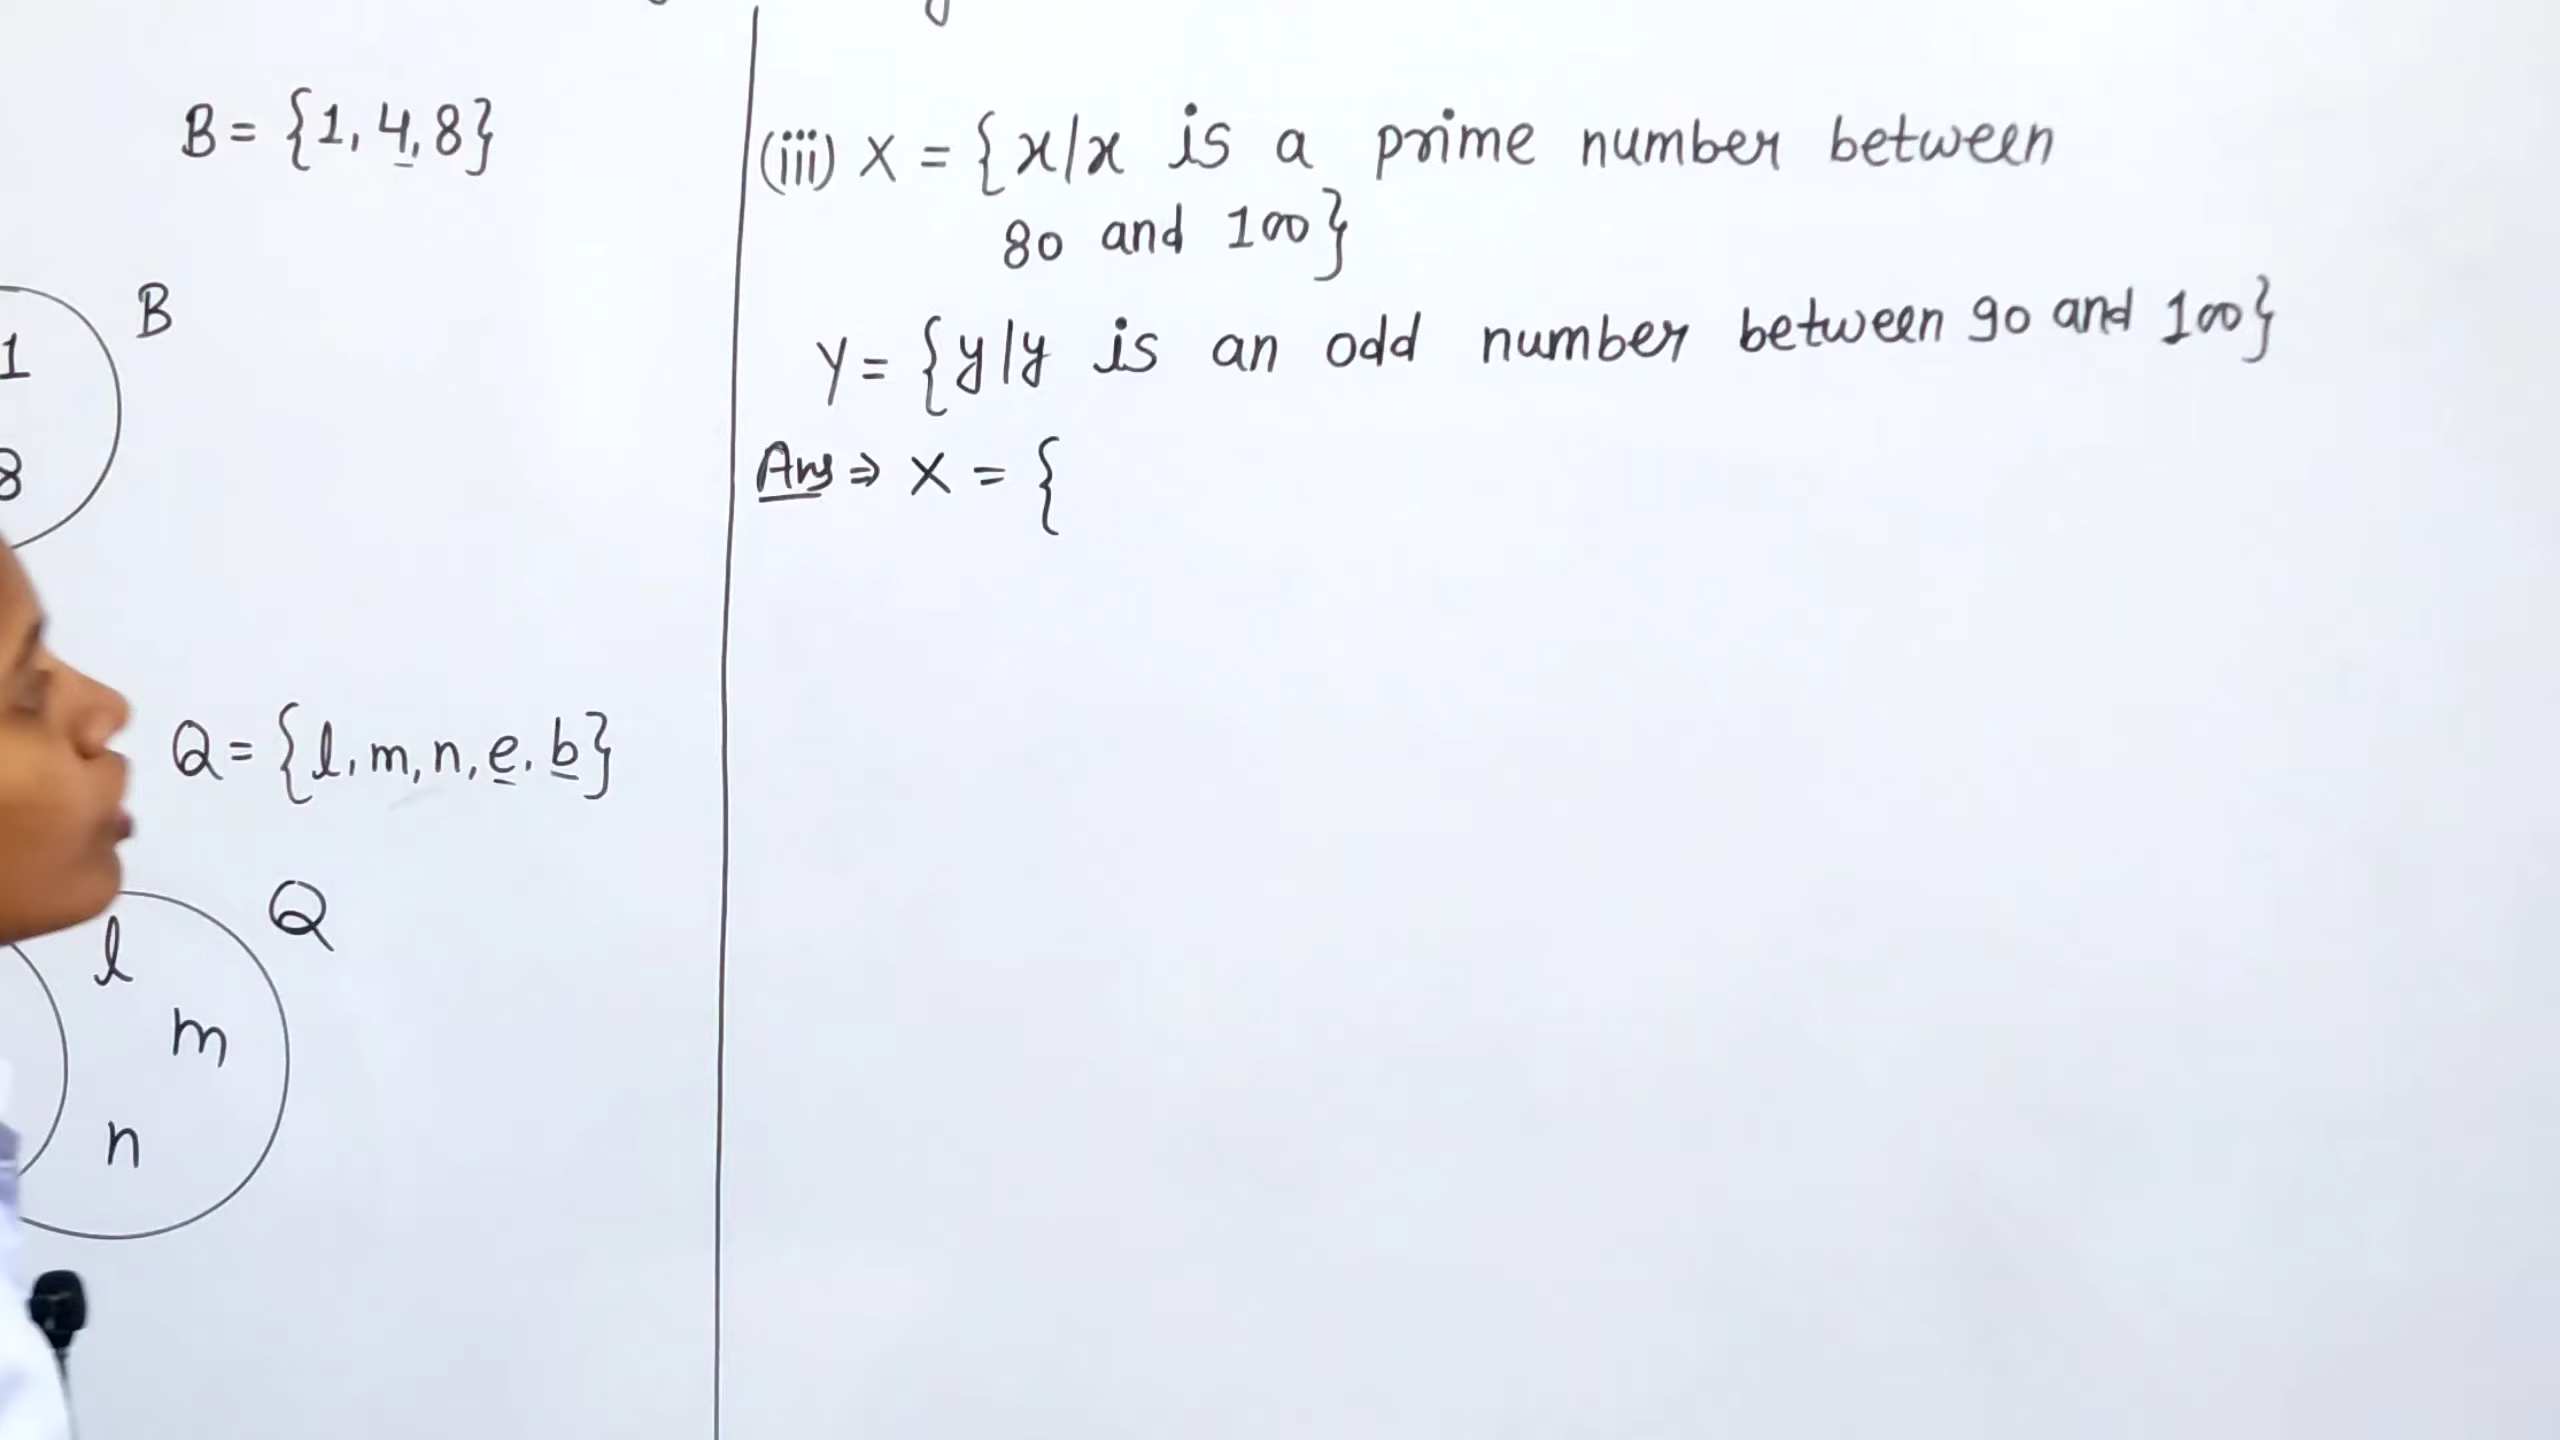 B = {1, 4, 8}
B
1
8
Q = {l, m, n, e, b}
Q
l
m
n
(iii) X = {x/x is a prime number between
80 and 100}
Y = {y/y is an odd number between 90 and 100}
Ans ⇒ X = {